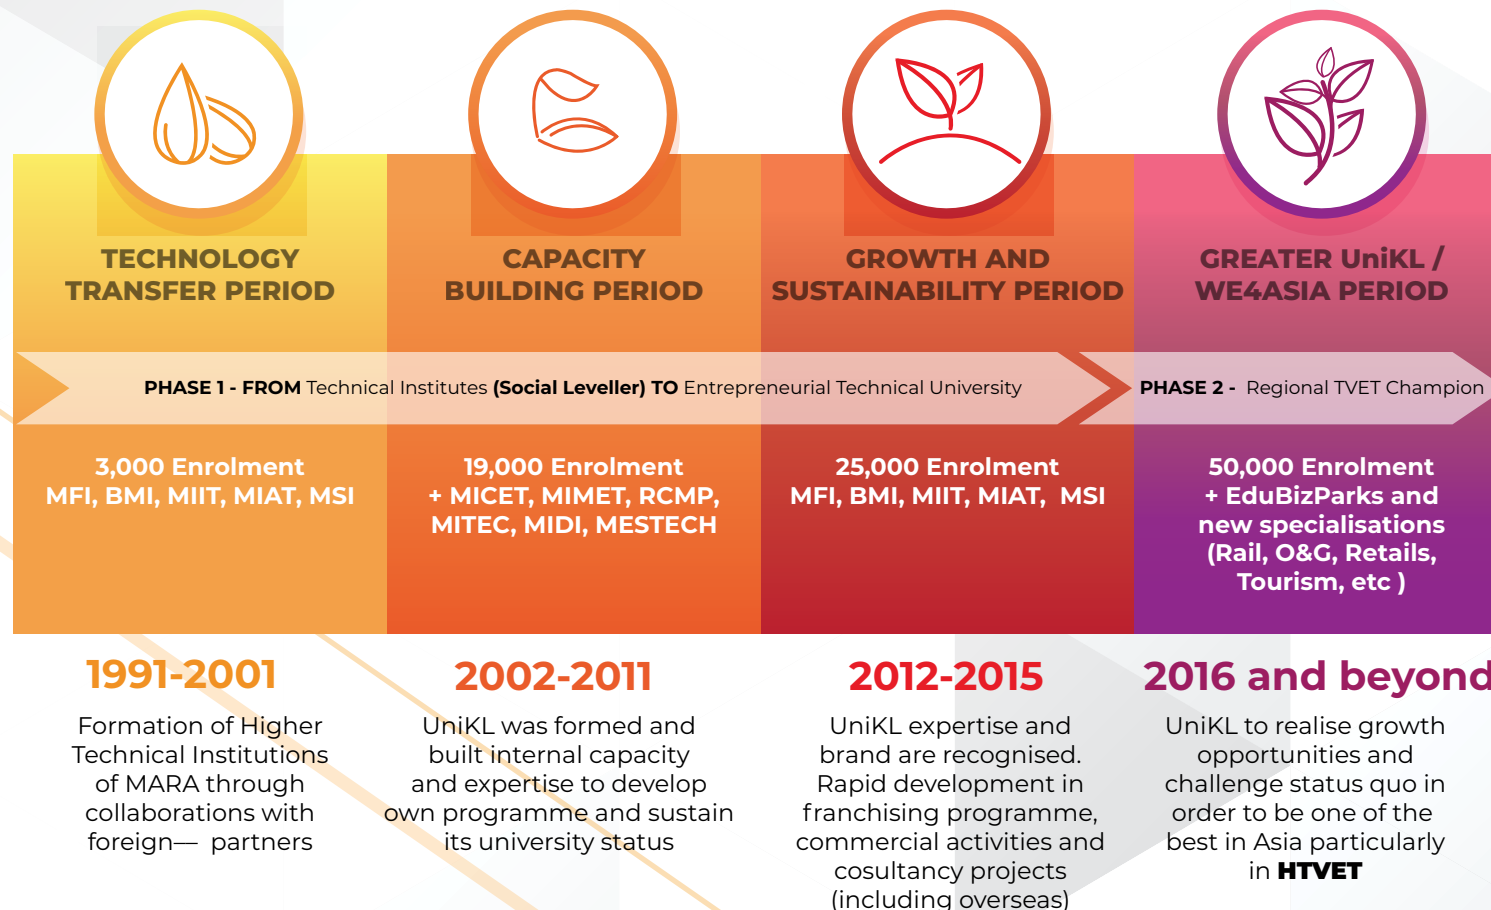 TECHNOLOGY
TRANSFER PERIOD
CAPACITY
BUILDING PERIOD
GROWTH AND
SUSTAINABILITY PERIOD
GREATER UniKL /
WE4ASIA PERIOD
PHASE 1 - FROM Technical Institutes (Social Leveller) TO Entrepreneurial Technical University
PHASE 2 - Regional TVET Champion
3,000 Enrolment
MFI, BMI, MIIT, MIAT, MSI
19,000 Enrolment
+ MICET, MIMET, RCMP,
MITEC, MIDI, MESTECH
25,000 Enrolment
MFI, BMI, MIIT, MIAT, MSI
50,000 Enrolment
+ EduBizParks and
new specialisations
(Rail, O&G, Retails,
Tourism, etc )
1991-2001
Formation of Higher
Technical Institutions
of MARA through
collaborations with
foreign— partners
2002-2011
UniKL was formed and
built internal capacity
and expertise to develop
own programme and sustain
its university status
2012-2015
UniKL expertise and
brand are recognised.
Rapid development in
franchising programme,
commercial activities and
cosultancy projects
(including overseas)
2016 and beyond
UniKL to realise growth
opportunities and
challenge status quo in
order to be one of the
best in Asia particularly
in HTVET